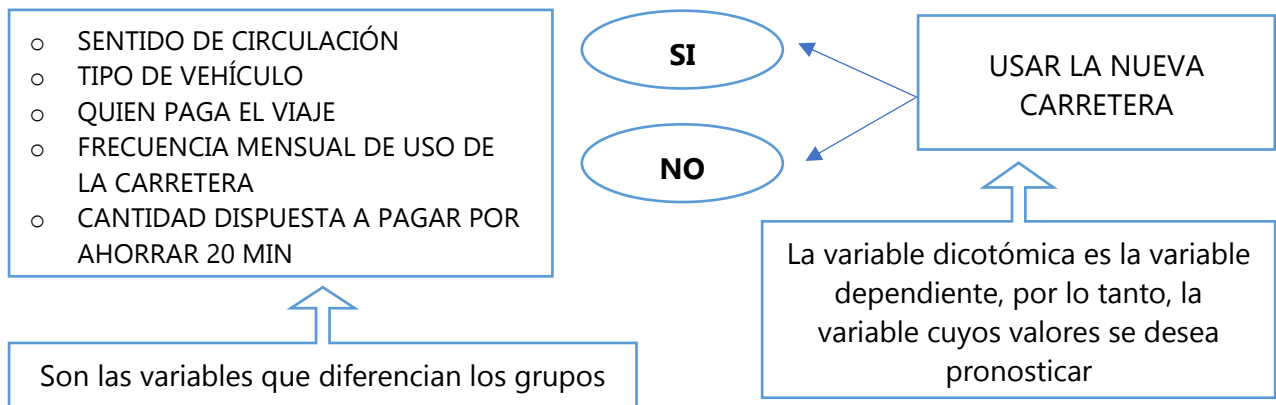 o SENTIDO DE CIRCULACIÓN
o TIPO DE VEHÍCULO
o QUIEN PAGA EL VIAJE
o FRECUENCIA MENSUAL DE USO DE
LA CARRETERA
o CANTIDAD DISPUESTA A PAGAR POR
AHORRAR 20 MIN
Son las variables que diferencian los grupos
SI
NO
USAR LA NUEVA
CARRETERA
La variable dicotómica es la variable
dependiente, por lo tanto, la
variable cuyos valores se desea
pronosticar